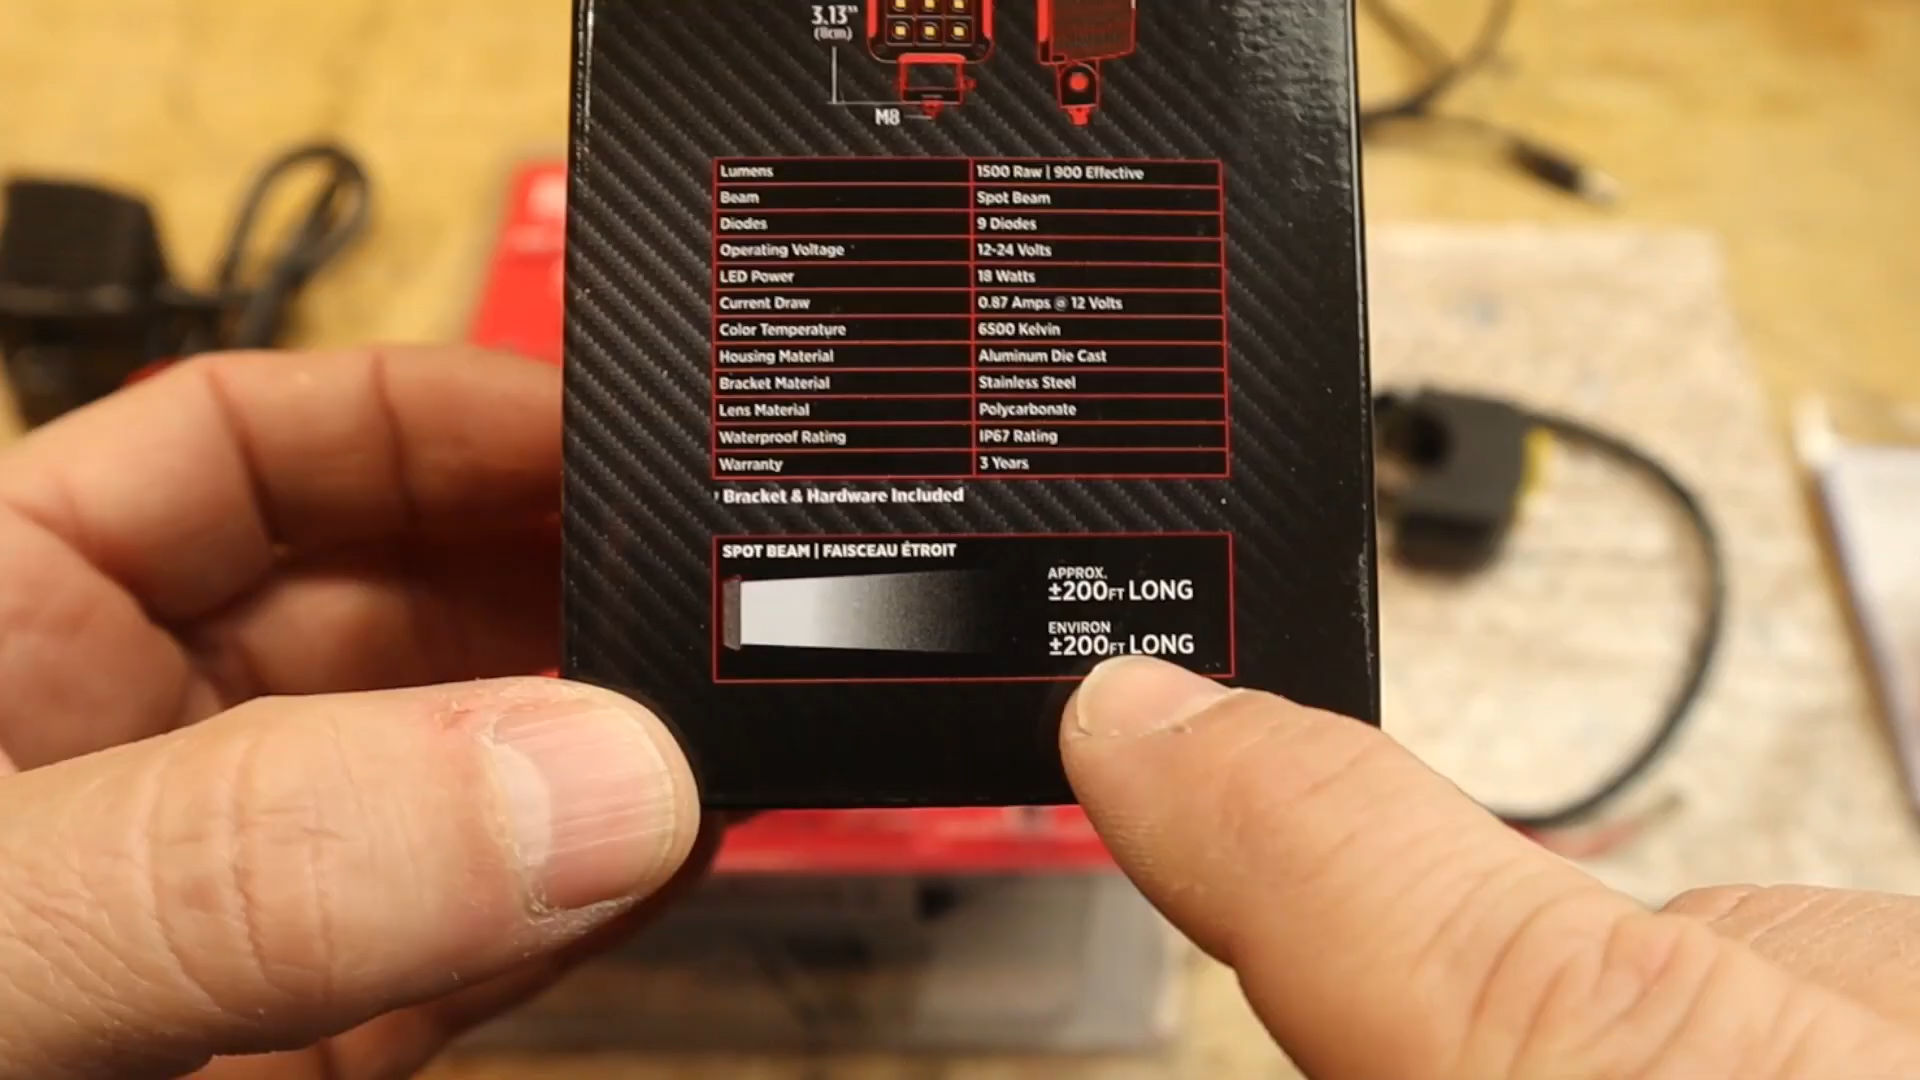 3.13"
(8cm)
M8
Lumens 1500 Raw | 900 Effective
Beam Spot Beam
Diodes 9 Diodes
Operating Voltage 12-24 Volts
LED Power 18 Watts
Current Draw 0.87 Amps @ 12 Volts
Color Temperature 6500 Kelvin
Housing Material Aluminum Die Cast
Bracket Material Stainless Steel
Lens Material Polycarbonate
Waterproof Rating IP67 Rating
Warranty 3 Years
* Bracket & Hardware Included
SPOT BEAM | FAISCEAU ÉTROIT
APPROX.
±200FT LONG
ENVIRON
±200FT LONG